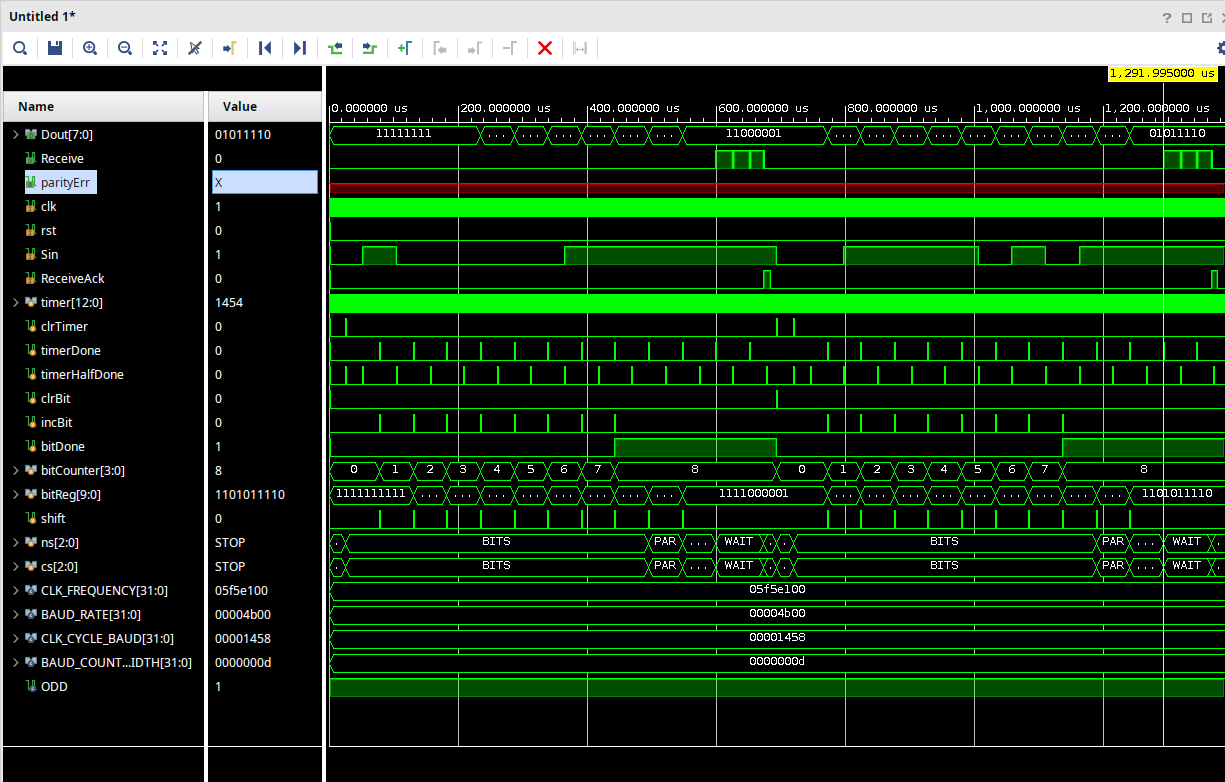 Untitled 1*
?
1,291.995000 us
Name Value
0.000000 us 200.000000 us 400.000000 us 600.000000 us 800.000000 us 1,000.000000 us 1,200.000000 us
Dout[7:0] 01011110 11111111 ... ... ... ... ... ... 11000001 ... ... ... ... ... ... ... ... ... 01011110
Receive 0
parityErr X
clk 1
rst 0
Sin 1
ReceiveAck 0
timer[12:0] 1454
clrTimer 0
timerDone 0
timerHalfDone 0
clrBit 0
incBit 0
bitDone 1
bitCounter[3:0] 8 0 1 2 3 4 5 6 7 8 0 1 2 3 4 5 6 7 8
bitReg[9:0] 1101011110 1111111111 ... ... ... ... ... ... ... ... 1111000001 ... ... ... ... ... ... ... ... ... 1101011110
shift 0
ns[2:0] STOP . BITS PAR ... WAIT . . BITS PAR ... WAIT .
cs[2:0] STOP . BITS PAR ... WAIT . . BITS PAR ... WAIT .
CLK_FREQUENCY[31:0] 05f5e100 05f5e100
BAUD_RATE[31:0] 00004b00 00004b00
CLK_CYCLE_BAUD[31:0] 00001458 00001458
BAUD_COUNT...IDTH[31:0] 0000000d 0000000d
ODD 1